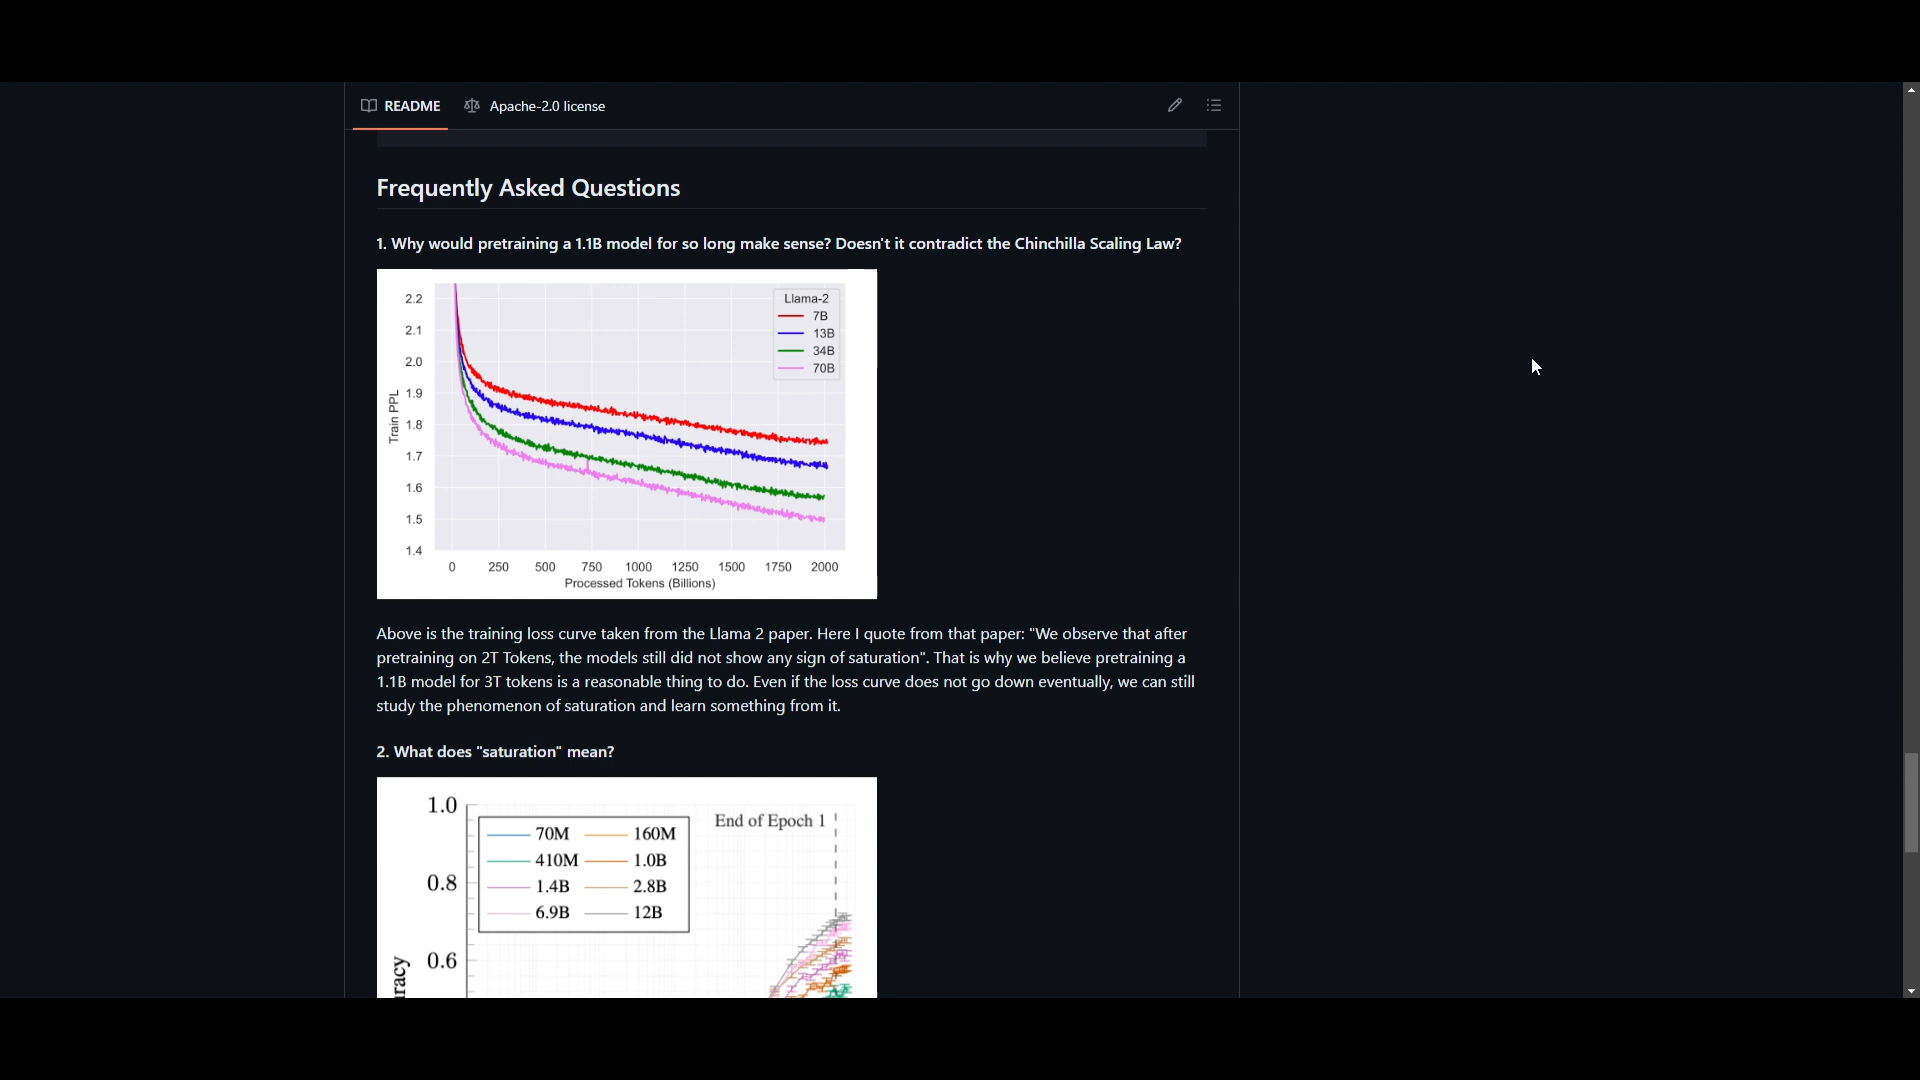 README
Apache-2.0 license
Frequently Asked Questions
1. Why would pretraining a 1.1B model for so long make sense? Doesn't it contradict the Chinchilla Scaling Law?
2.2
2.1
2.0
1.9
1.8
1.7
1.6
1.5
1.4
Train PPL
Llama-2
7B
13B
34B
70B
0 250 500 750 1000 1250 1500 1750 2000
Processed Tokens (Billions)
Above is the training loss curve taken from the Llama 2 paper. Here I quote from that paper: "We observe that after
pretraining on 2T Tokens, the models still did not show any sign of saturation". That is why we believe pretraining a
1.1B model for 3T tokens is a reasonable thing to do. Even if the loss curve does not go down eventually, we can still
study the phenomenon of saturation and learn something from it.
2. What does "saturation" mean?
1.0
0.8
0.6
70M 160M
410M 1.0B
1.4B 2.8B
6.9B 12B
End of Epoch 1